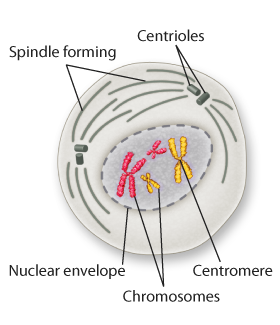 Centrioles
Spindle forming
Nuclear envelope
Centromere
Chromosomes